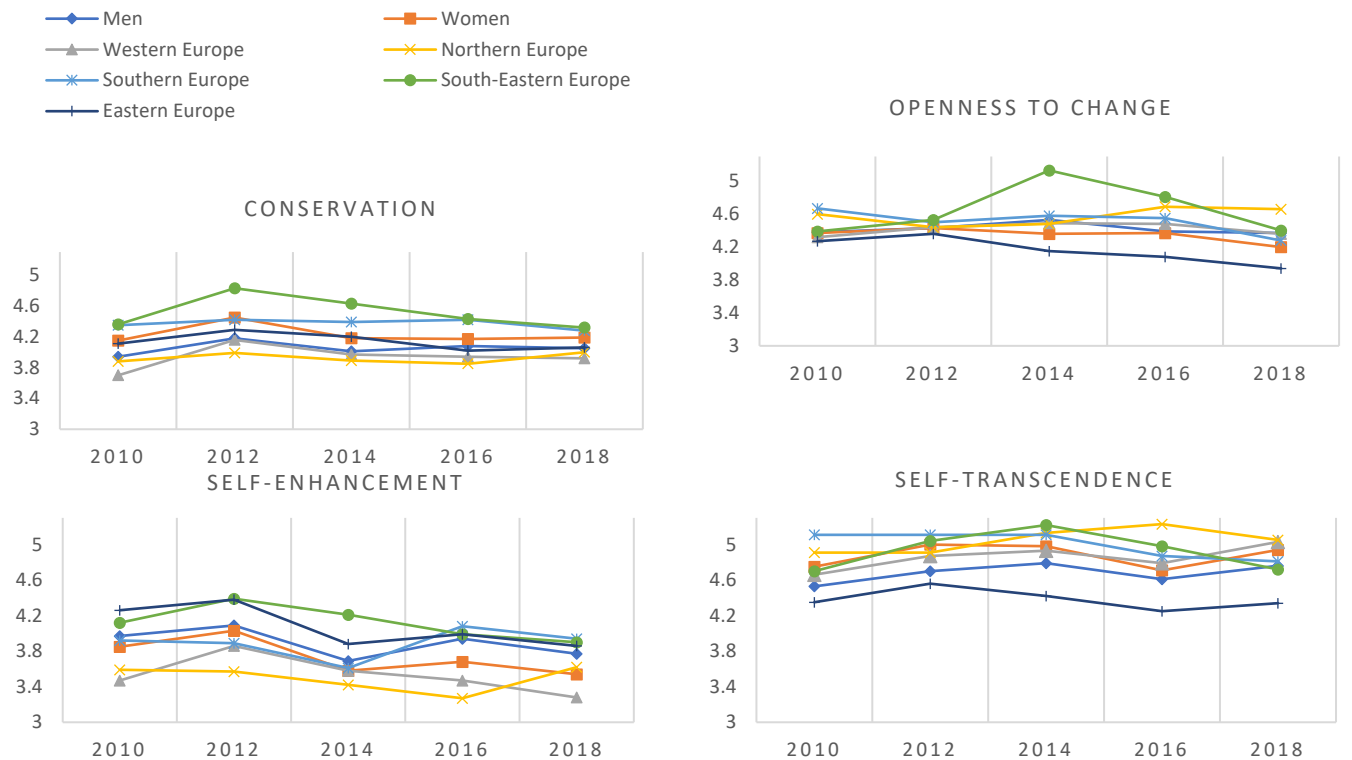 Men Women
Western Europe Northern Europe
Southern Europe South-Eastern Europe
Eastern Europe
CONSERVATION
5
4.6
4.2
3.8
3.4
3
2010 2012 2014 2016 2018
OPENNESS TO CHANGE
5
4.6
4.2
3.8
3.4
3
2010 2012 2014 2016 2018
SELF-ENHANCEMENT
5
4.6
4.2
3.8
3.4
3
2010 2012 2014 2016 2018
SELF-TRANSCENDENCE
5
4.6
4.2
3.8
3.4
3
2010 2012 2014 2016 2018